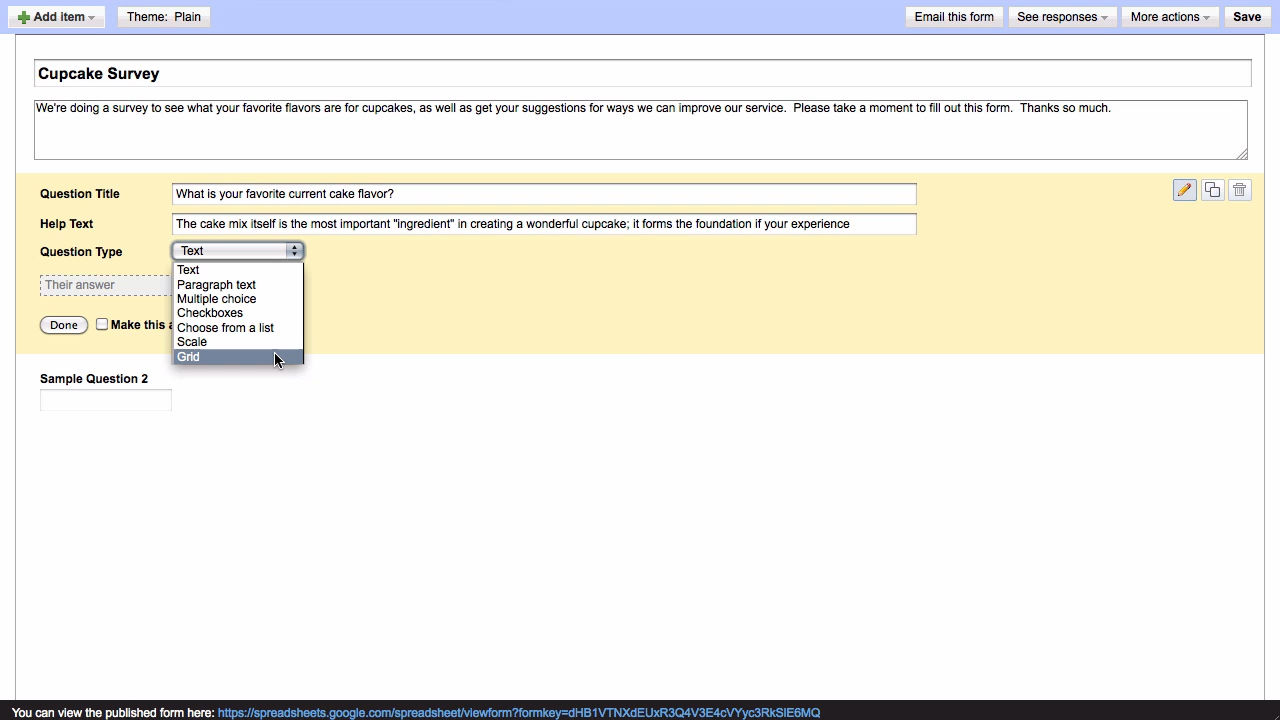 Add item
Theme: Plain
Email this form
See responses
More actions
Save
Cupcake Survey
We're doing a survey to see what your favorite flavors are for cupcakes, as well as get your suggestions for ways we can improve our service. Please take a moment to fill out this form. Thanks so much.
Question Title
What is your favorite current cake flavor?
Help Text
The cake mix itself is the most important "ingredient" in creating a wonderful cupcake; it forms the foundation if your experience
Question Type
Text
Text
Paragraph text
Multiple choice
Checkboxes
Choose from a list
Scale
Grid
Their answer
Done
Make this a
Sample Question 2
You can view the published form here: https://spreadsheets.google.com/spreadsheet/viewform?formkey=dHB1VTNXdEUxR3Q4V3E4cVYyc3RkSlE6MQ